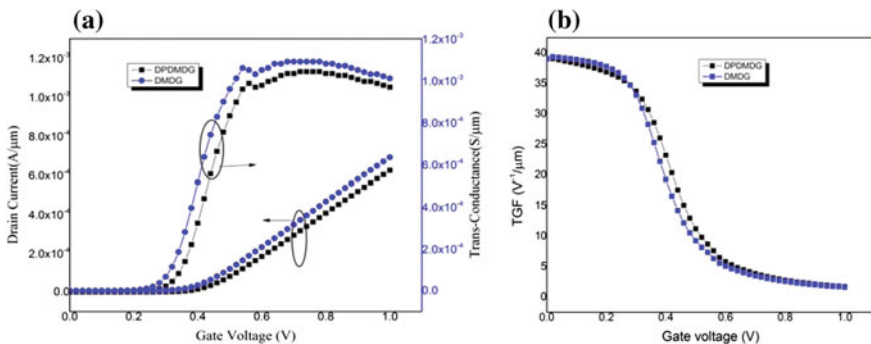 (a)
Drain Current(A/μm)
1.2x10⁻³
1.0x10⁻³
8.0x10⁻⁴
6.0x10⁻⁴
4.0x10⁻⁴
2.0x10⁻⁴
0.0
DPDMDG
DMDG
0.0 0.2 0.4 0.6 0.8 1.0
Gate Voltage (V)
1.2x10⁻³
1.0x10⁻³
8.0x10⁻⁴
6.0x10⁻⁴
4.0x10⁻⁴
2.0x10⁻⁴
0.0
Trans-Conductance(S/μm)
(b)
TGF (V⁻¹/μm)
40
35
30
25
20
15
10
5
0
DPDMDG
DMDG
0.0 0.2 0.4 0.6 0.8 1.0
Gate voltage (V)